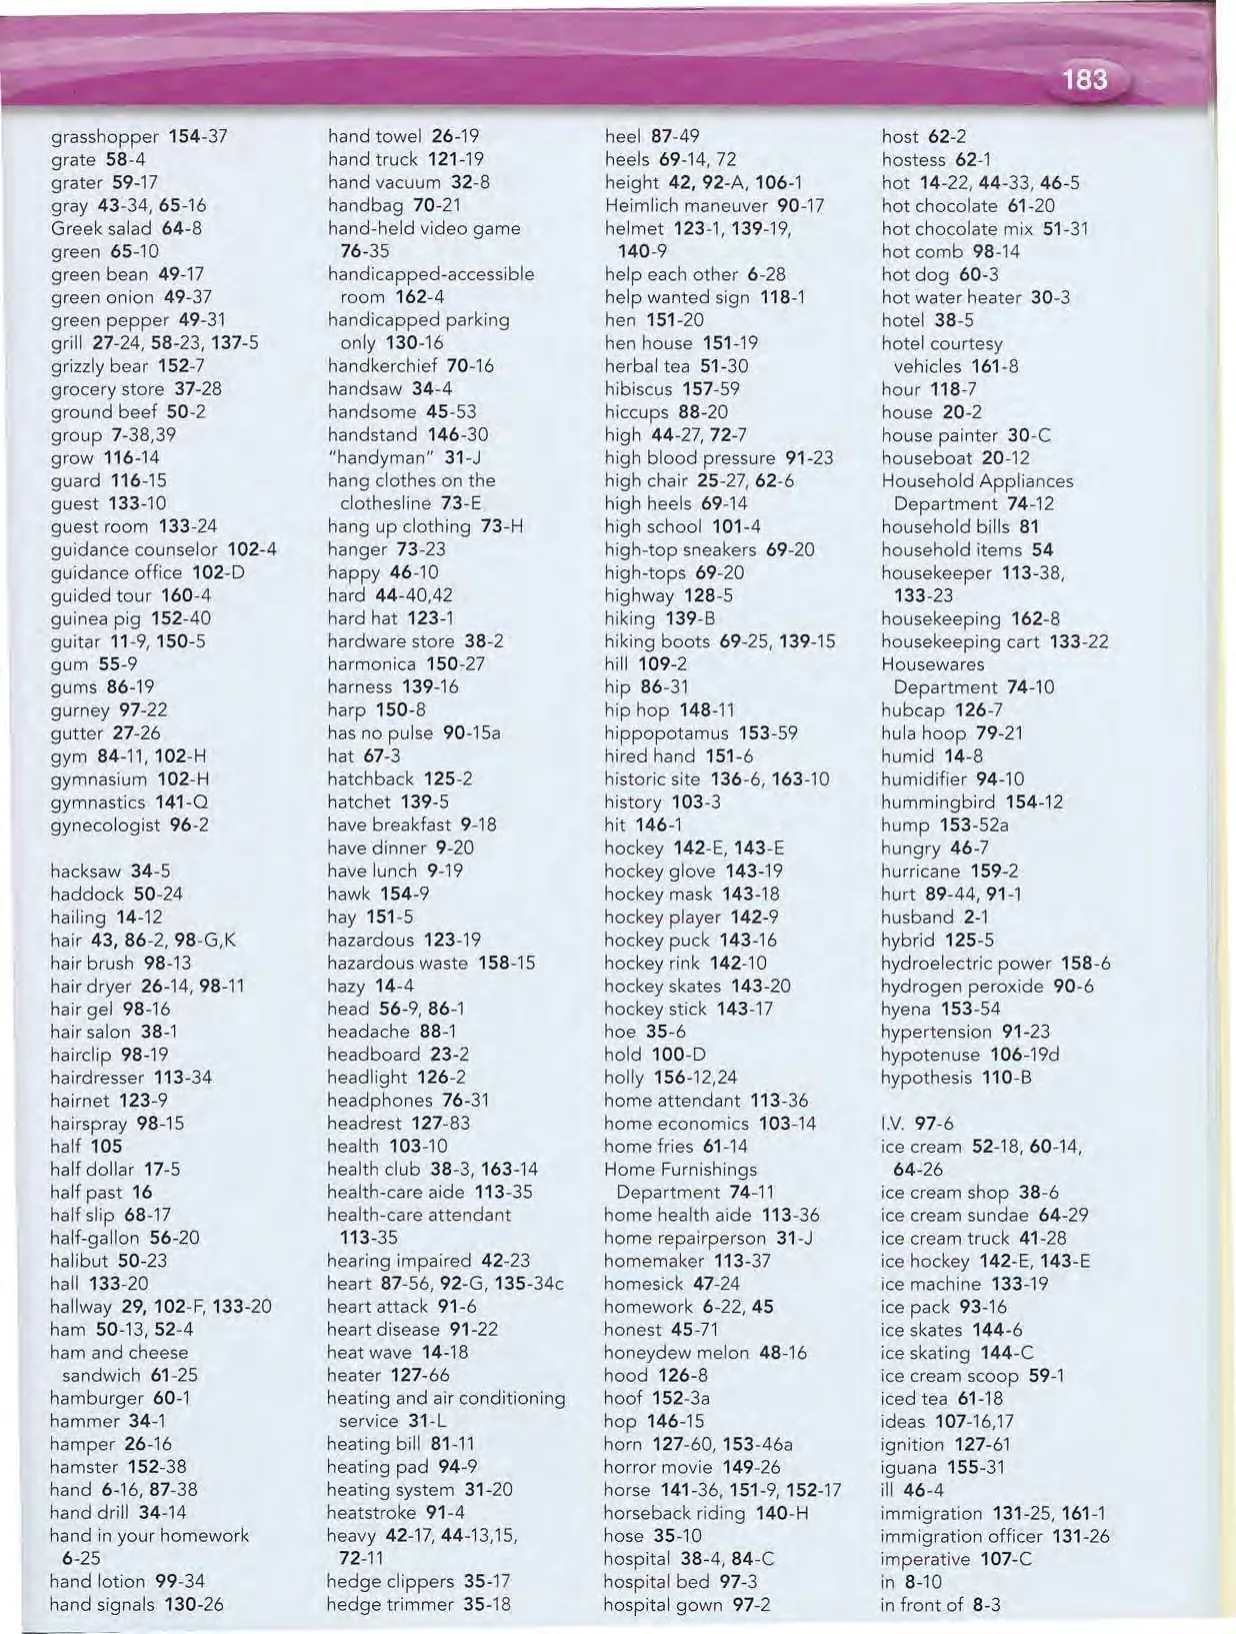 183
grasshopper 154-37
grate 58-4
grater 59-17
gray 43-34, 65-16
Greek salad 64-8
green 65-10
green bean 49-17
green onion 49-37
green pepper 49-31
grill 27-24, 58-23, 137-5
grizzly bear 152-7
grocery store 37-28
ground beef 50-2
group 7-38,39
grow 116-14
guard 116-15
guest 133-10
guest room 133-24
guidance counselor 102-4
guidance office 102-D
guided tour 160-4
guinea pig 152-40
guitar 11-9, 150-5
gum 55-9
gums 86-19
gurney 97-22
gutter 27-26
gym 84-11, 102-H
gymnasium 102-H
gymnastics 141-Q
gynecologist 96-2
hacksaw 34-5
haddock 50-24
hailing 14-12
hair 43, 86-2, 98-G,K
hair brush 98-13
hair dryer 26-14, 98-11
hair gel 98-16
hair salon 38-1
hairclip 98-19
hairdresser 113-34
hairnet 123-9
hairspray 98-15
half 105
half dollar 17-5
half past 16
half slip 68-17
half-gallon 56-20
halibut 50-23
hall 133-20
hallway 29, 102-F, 133-20
ham 50-13, 52-4
ham and cheese
sandwich 61-25
hamburger 60-1
hammer 34-1
hamper 26-16
hamster 152-38
hand 6-16, 87-38
hand drill 34-14
hand in your homework
6-25
hand lotion 99-34
hand signals 130-26
hand towel 26-19
hand truck 121-19
hand vacuum 32-8
handbag 70-21
hand-held video game
76-35
handicapped-accessible
room 162-4
handicapped parking
only 130-16
handkerchief 70-16
handsaw 34-4
handsome 45-53
handstand 146-30
"handyman" 31-J
hang clothes on the
clothesline 73-E
hang up clothing 73-H
hanger 73-23
happy 46-10
hard 44-40,42
hard hat 123-1
hardware store 38-2
harmonica 150-27
harness 139-16
harp 150-8
has no pulse 90-15a
hat 67-3
hatchback 125-2
hatchet 139-5
have breakfast 9-18
have dinner 9-20
have lunch 9-19
hawk 154-9
hay 151-5
hazardous 123-19
hazardous waste 158-15
hazy 14-4
head 56-9, 86-1
headache 88-1
headboard 23-2
headlight 126-2
headphones 76-31
headrest 127-83
health 103-10
health club 38-3, 163-14
health-care aide 113-35
health-care attendant
113-35
hearing impaired 42-23
heart 87-56, 92-G, 135-34c
heart attack 91-6
heart disease 91-22
heat wave 14-18
heater 127-66
heating and air conditioning
service 31-L
heating bill 81-11
heating pad 94-9
heating system 31-20
heatstroke 91-4
heavy 42-17, 44-13,15,
72-11
hedge clippers 35-17
hedge trimmer 35-18
heel 87-49
heels 69-14, 72
height 42, 92-A, 106-1
Heimlich maneuver 90-17
helmet 123-1, 139-19,
140-9
help each other 6-28
help wanted sign 118-1
hen 151-20
hen house 151-19
herbal tea 51-30
hibiscus 157-59
hiccups 88-20
high 44-27, 72-7
high blood pressure 91-23
high chair 25-27, 62-6
high heels 69-14
high school 101-4
high-top sneakers 69-20
high-tops 69-20
highway 128-5
hiking 139-B
hiking boots 69-25, 139-15
hill 109-2
hip 86-31
hip hop 148-11
hippopotamus 153-59
hired hand 151-6
historic site 136-6, 163-10
history 103-3
hit 146-1
hockey 142-E, 143-E
hockey glove 143-19
hockey mask 143-18
hockey player 142-9
hockey puck 143-16
hockey rink 142-10
hockey skates 143-20
hockey stick 143-17
hoe 35-6
hold 100-D
holly 156-12,24
home attendant 113-36
home economics 103-14
home fries 61-14
Home Furnishings
Department 74-11
home health aide 113-36
home repairperson 31-J
homemaker 113-37
homesick 47-24
homework 6-22, 45
honest 45-71
honeydew melon 48-16
hood 126-8
hoof 152-3a
hop 146-15
horn 127-60, 153-46a
horror movie 149-26
horse 141-36, 151-9, 152-17
horseback riding 140-H
hose 35-10
hospital 38-4, 84-C
hospital bed 97-3
hospital gown 97-2
host 62-2
hostess 62-1
hot 14-22, 44-33, 46-5
hot chocolate 61-20
hot chocolate mix 51-31
hot comb 98-14
hot dog 60-3
hot water heater 30-3
hotel 38-5
hotel courtesy
vehicles 161-8
hour 118-7
house 20-2
house painter 30-C
houseboat 20-12
Household Appliances
Department 74-12
household bills 81
household items 54
housekeeper 113-38,
133-23
housekeeping 162-8
housekeeping cart 133-22
Housewares
Department 74-10
hubcap 126-7
hula hoop 79-21
humid 14-8
humidifier 94-10
hummingbird 154-12
hump 153-52a
hungry 46-7
hurricane 159-2
hurt 89-44, 91-1
husband 2-1
hybrid 125-5
hydroelectric power 158-6
hydrogen peroxide 90-6
hyena 153-54
hypertension 91-23
hypotenuse 106-19d
hypothesis 110-B
I.V. 97-6
ice cream 52-18, 60-14,
64-26
ice cream shop 38-6
ice cream sundae 64-29
ice cream truck 41-28
ice hockey 142-E, 143-E
ice machine 133-19
ice pack 93-16
ice skates 144-6
ice skating 144-C
ice cream scoop 59-1
iced tea 61-18
ideas 107-16,17
ignition 127-61
iguana 155-31
ill 46-4
immigration 131-25, 161-1
immigration officer 131-26
imperative 107-C
in 8-10
in front of 8-3